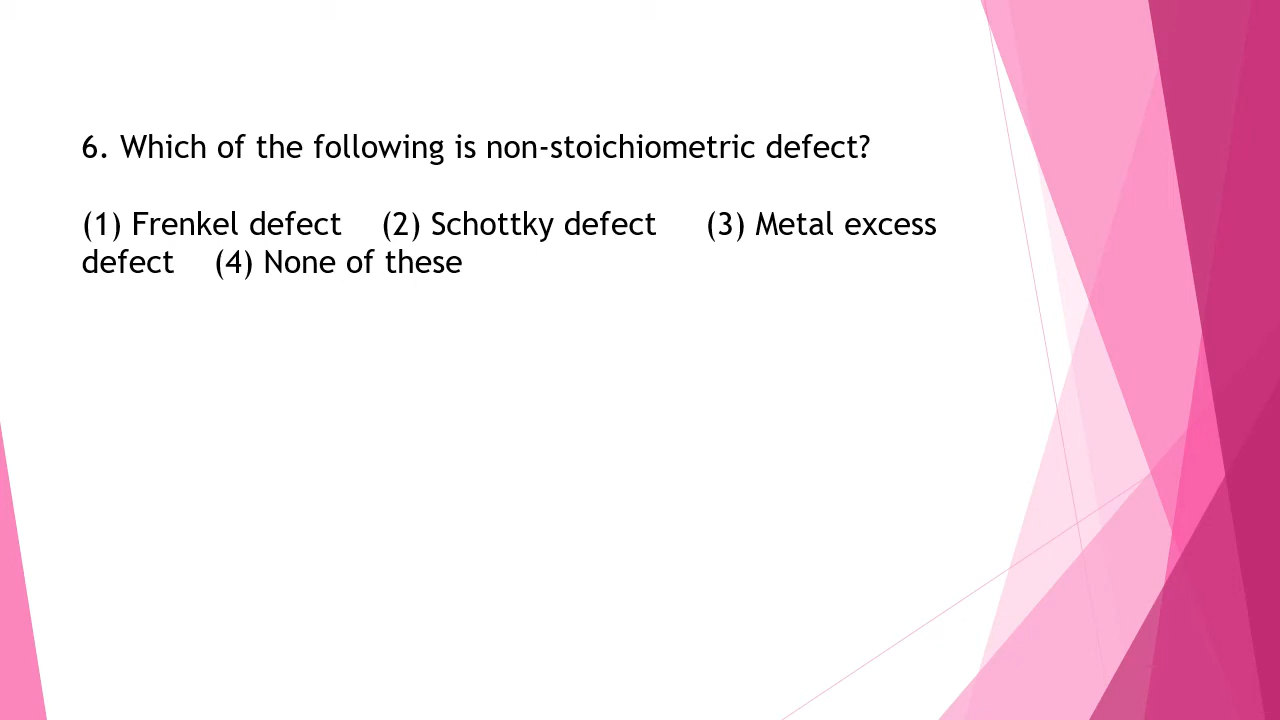 6. Which of the following is non-stoichiometric defect?
(1) Frenkel defect (2) Schottky defect (3) Metal excess
defect (4) None of these